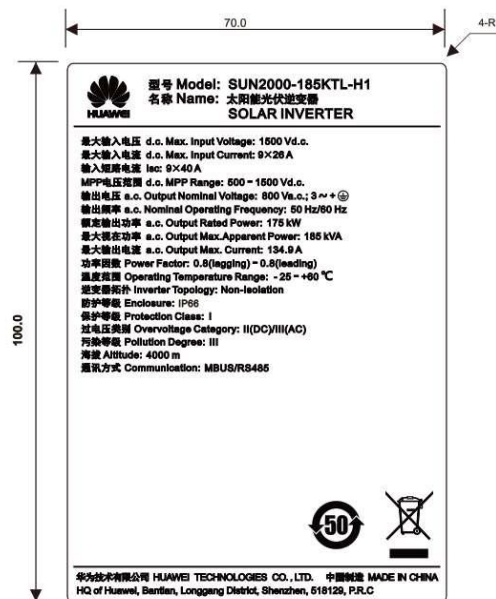 70.0
4-R
100.0
HUAWEI
型号 Model: SUN2000-185KTL-H1
名称 Name: 太阳能光伏逆变器
SOLAR INVERTER
最大输入电压 d.c. Max. Input Voltage: 1500 Vd.c.
最大输入电流 d.c. Max. Input Current: 9×26 A
输入短路电流 Isc: 9×40 A
MPP电压范围 d.c. MPP Range: 500 - 1500 Vd.c.
输出电压 a.c. Output Nominal Voltage: 800 Va.c.; 3 ~ +
输出频率 a.c. Nominal Operating Frequency: 50 Hz/60 Hz
额定输出功率 a.c. Output Rated Power: 175 kW
最大视在功率 a.c. Output Max.Apparent Power: 185 kVA
最大输出电流 a.c. Output Max. Current: 134.9 A
功率因数 Power Factor: 0.8(lagging) - 0.8(leading)
温度范围 Operating Temperature Range: - 25 ~ +60 ℃
逆变器拓扑 Inverter Topology: Non-Isolation
防护等级 Enclosure: IP66
保护等级 Protection Class: I
过电压类别 Overvoltage Category: II(DC)/III(AC)
污染等级 Pollution Degree: III
海拔 Altitude: 4000 m
通讯方式 Communication: MBUS/RS485
50
华为技术有限公司 HUAWEI TECHNOLOGIES CO., LTD. 中国制造 MADE IN CHINA
HQ of Huawei, Bantian, Longgang District, Shenzhen, 518129, P.R.C